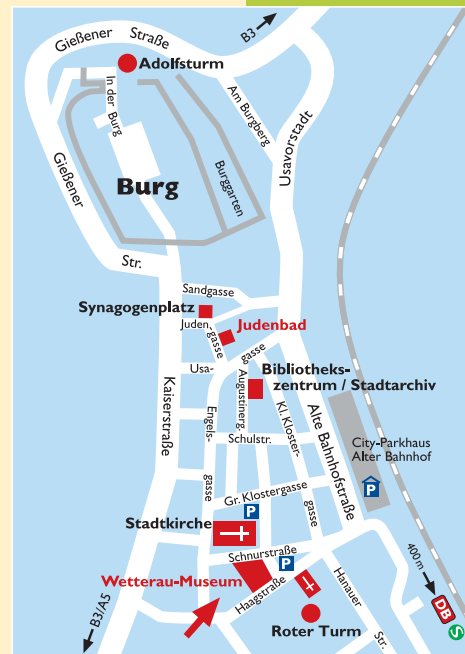 B3
Gießener Straße
Adolfsturm
In der Burg
Am Burgberg
Usavorstadt
Burg
Burggarten
Gießener
Str.
Sandgasse
Synagogenplatz
Juden-
gasse
Judenbad
Usa-
gasse
Bibliotheks-
zentrum / Stadtarchiv
Kaiserstraße
Engels-
gasse
Augustinerg.
Kl. Kloster-
gasse
Alte Bahnhofstraße
Schulstr.
City-Parkhaus
Alter Bahnhof
P
Gr. Klostergasse
P
Stadtkirche
Schnurstraße
P
Wetterau-Museum
Haagstraße
Hanauer
Str.
400 m
DB
S
Roter Turm
B3/A5